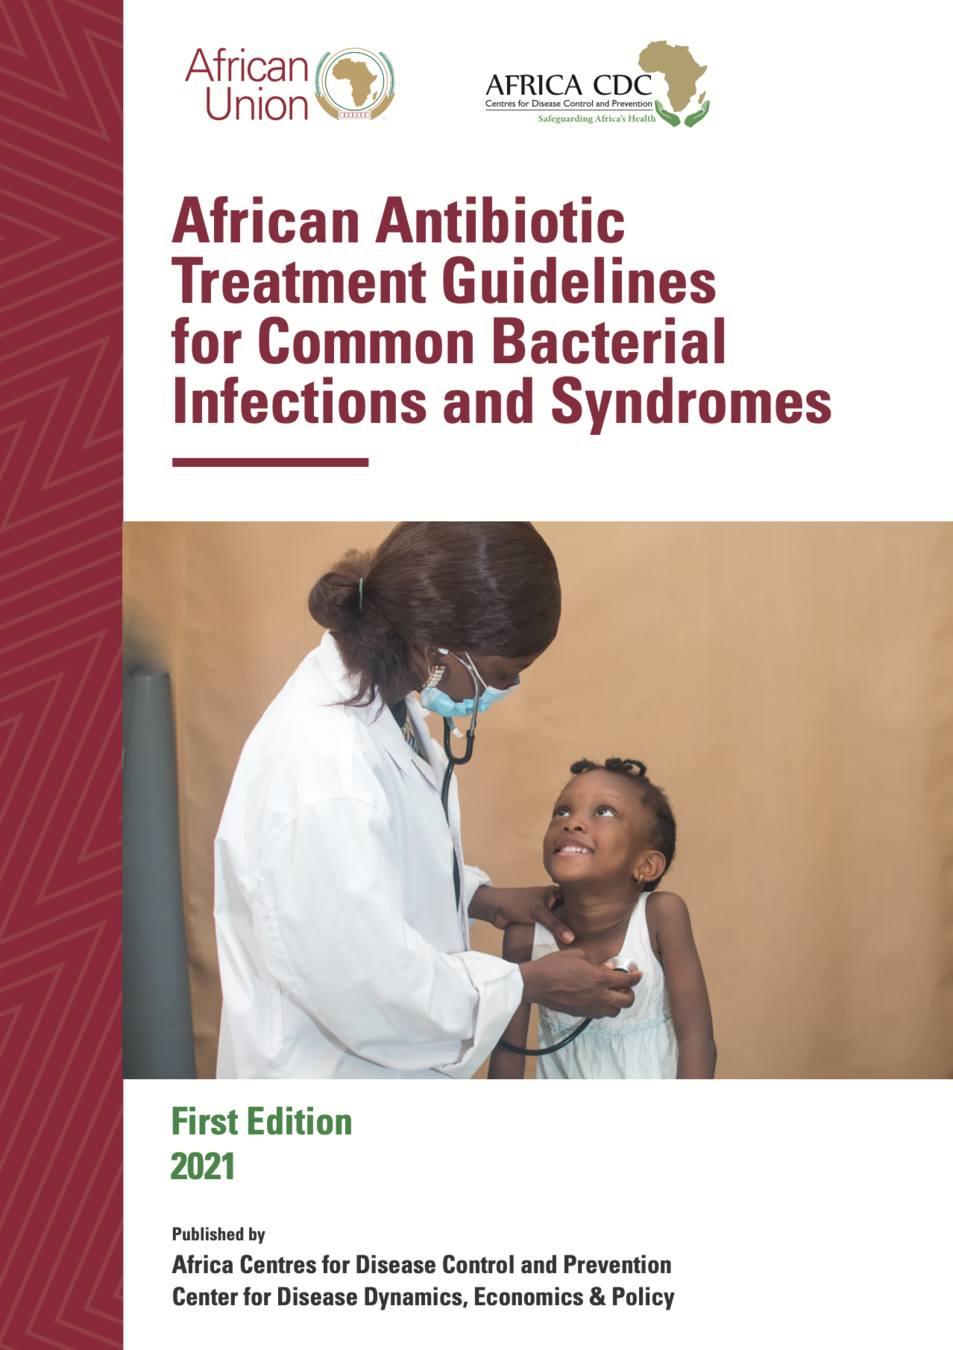 African
Union
AFRICA CDC
Centres for Disease Control and Prevention
Safeguarding Africa's Health
African Antibiotic
Treatment Guidelines
for Common Bacterial
Infections and Syndromes
First Edition
2021
Published by
Africa Centres for Disease Control and Prevention
Center for Disease Dynamics, Economics & Policy